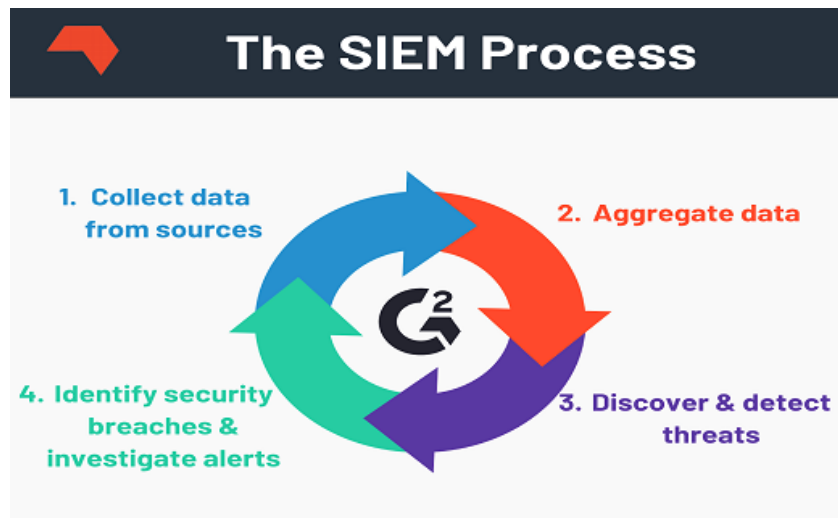 The SIEM Process
1. Collect data
from sources
2. Aggregate data
3. Discover & detect
threats
4. Identify security
breaches &
investigate alerts
G2